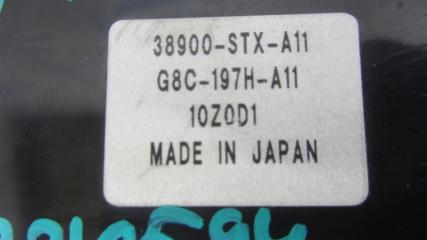 38900-STX-A11
G8C-197H-A11
10Z0D1
MADE IN JAPAN